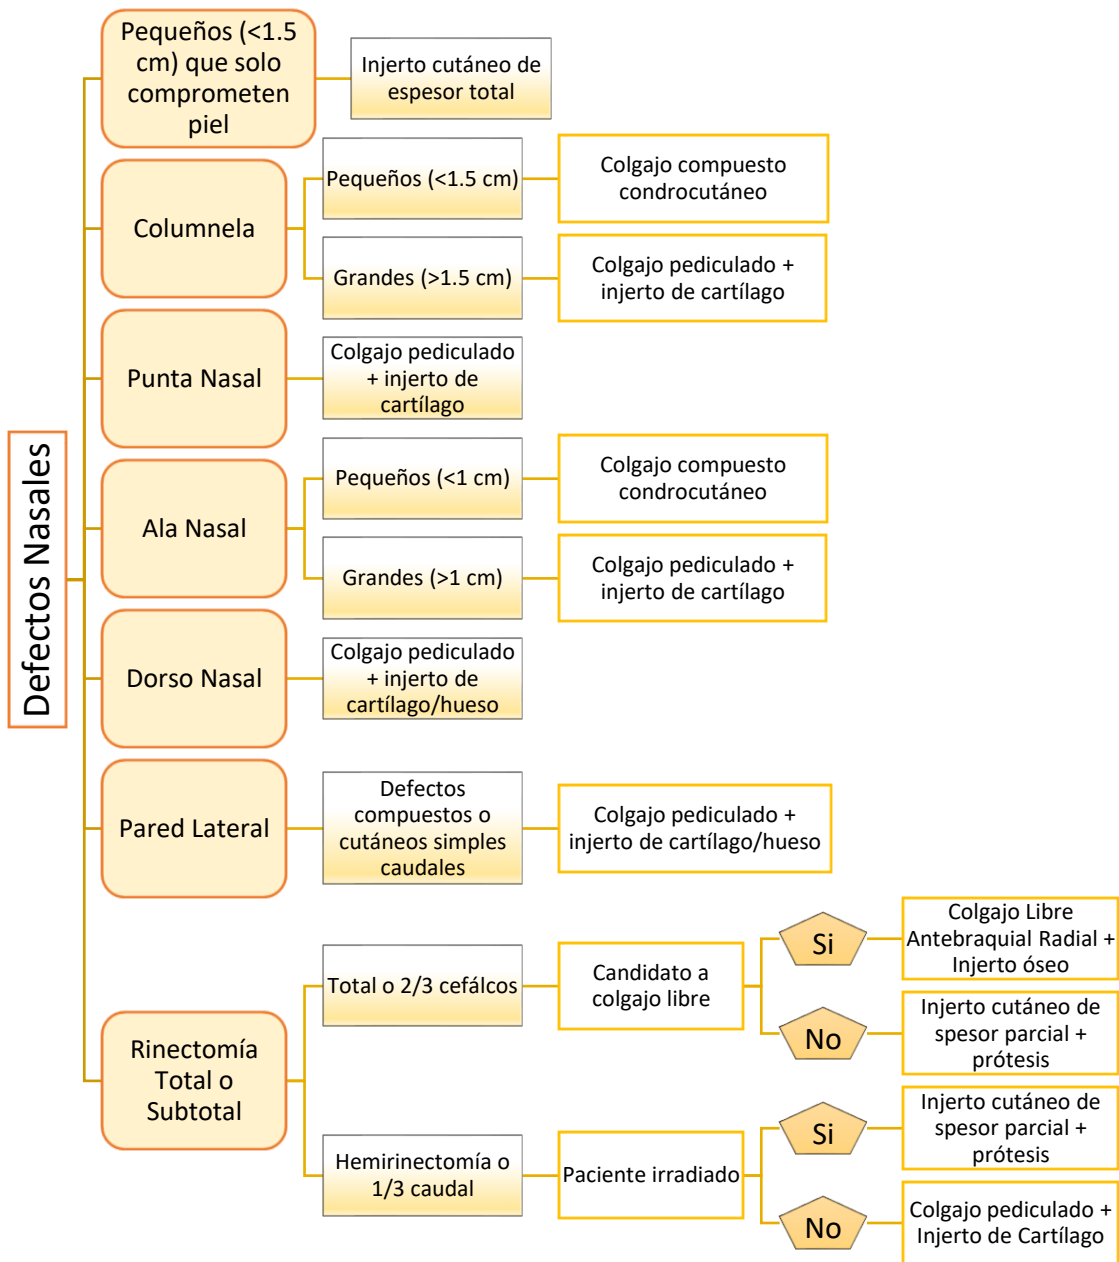 Defectos Nasales
Pequeños (<1.5
cm) que solo
comprometen
piel
Injerto cutáneo de
espesor total
Columnela
Pequeños (<1.5 cm)
Colgajo compuesto
condrocutáneo
Grandes (>1.5 cm)
Colgajo pediculado +
injerto de cartílago
Punta Nasal
Colgajo pediculado
+ injerto de
cartílago
Ala Nasal
Pequeños (<1 cm)
Colgajo compuesto
condrocutáneo
Grandes (>1 cm)
Colgajo pediculado +
injerto de cartílago
Dorso Nasal
Colgajo pediculado
+ injerto de
cartílago/hueso
Pared Lateral
Defectos
compuestos o
cutáneos simples
caudales
Colgajo pediculado +
injerto de cartílago/hueso
Rinectomía
Total o
Subtotal
Total o 2/3 cefálcos
Candidato a
colgajo libre
Si
Colgajo Libre
Antebraquial Radial +
Injerto óseo
No
Injerto cutáneo de
spesor parcial +
prótesis
Hemirinectomía o
1/3 caudal
Paciente irradiado
Si
Injerto cutáneo de
spesor parcial +
prótesis
No
Colgajo pediculado +
Injerto de Cartílago